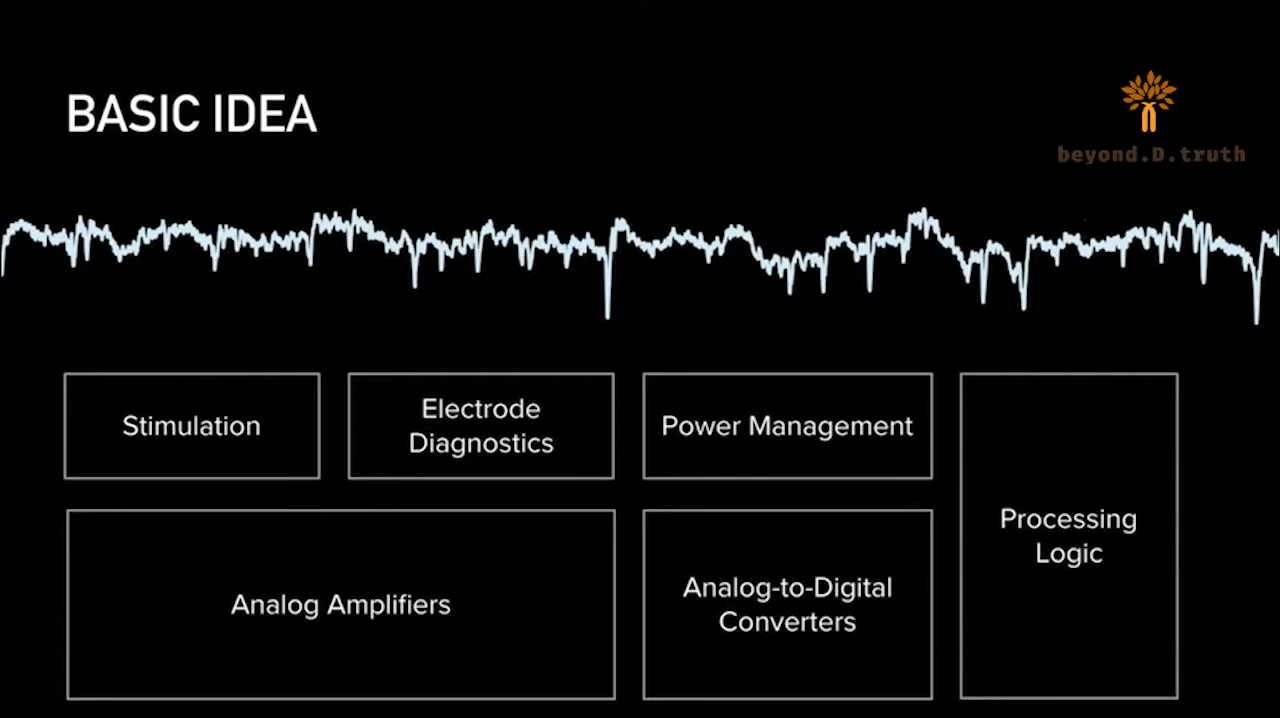 BASIC IDEA
beyond.D.truth
Stimulation
Electrode
Diagnostics
Power Management
Processing
Logic
Analog Amplifiers
Analog-to-Digital
Converters